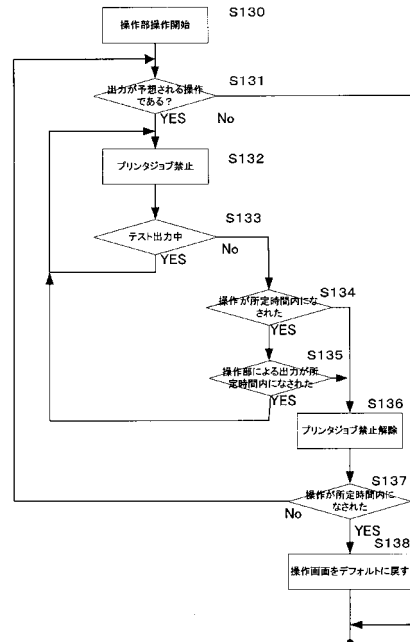 S130
操作部操作開始
S131
出力が予想される操作
である?
YES
No
S132
プリンタジョブ禁止
S133
テスト出力中
No
YES
S134
操作が所定時間内にな
された
YES
S135
操作部による出力が所
定時間内になされた
YES
S136
プリンタジョブ禁止解除
S137
操作が所定時間内に
なされた
No
YES
S138
操作画面をデフォルトに戻す